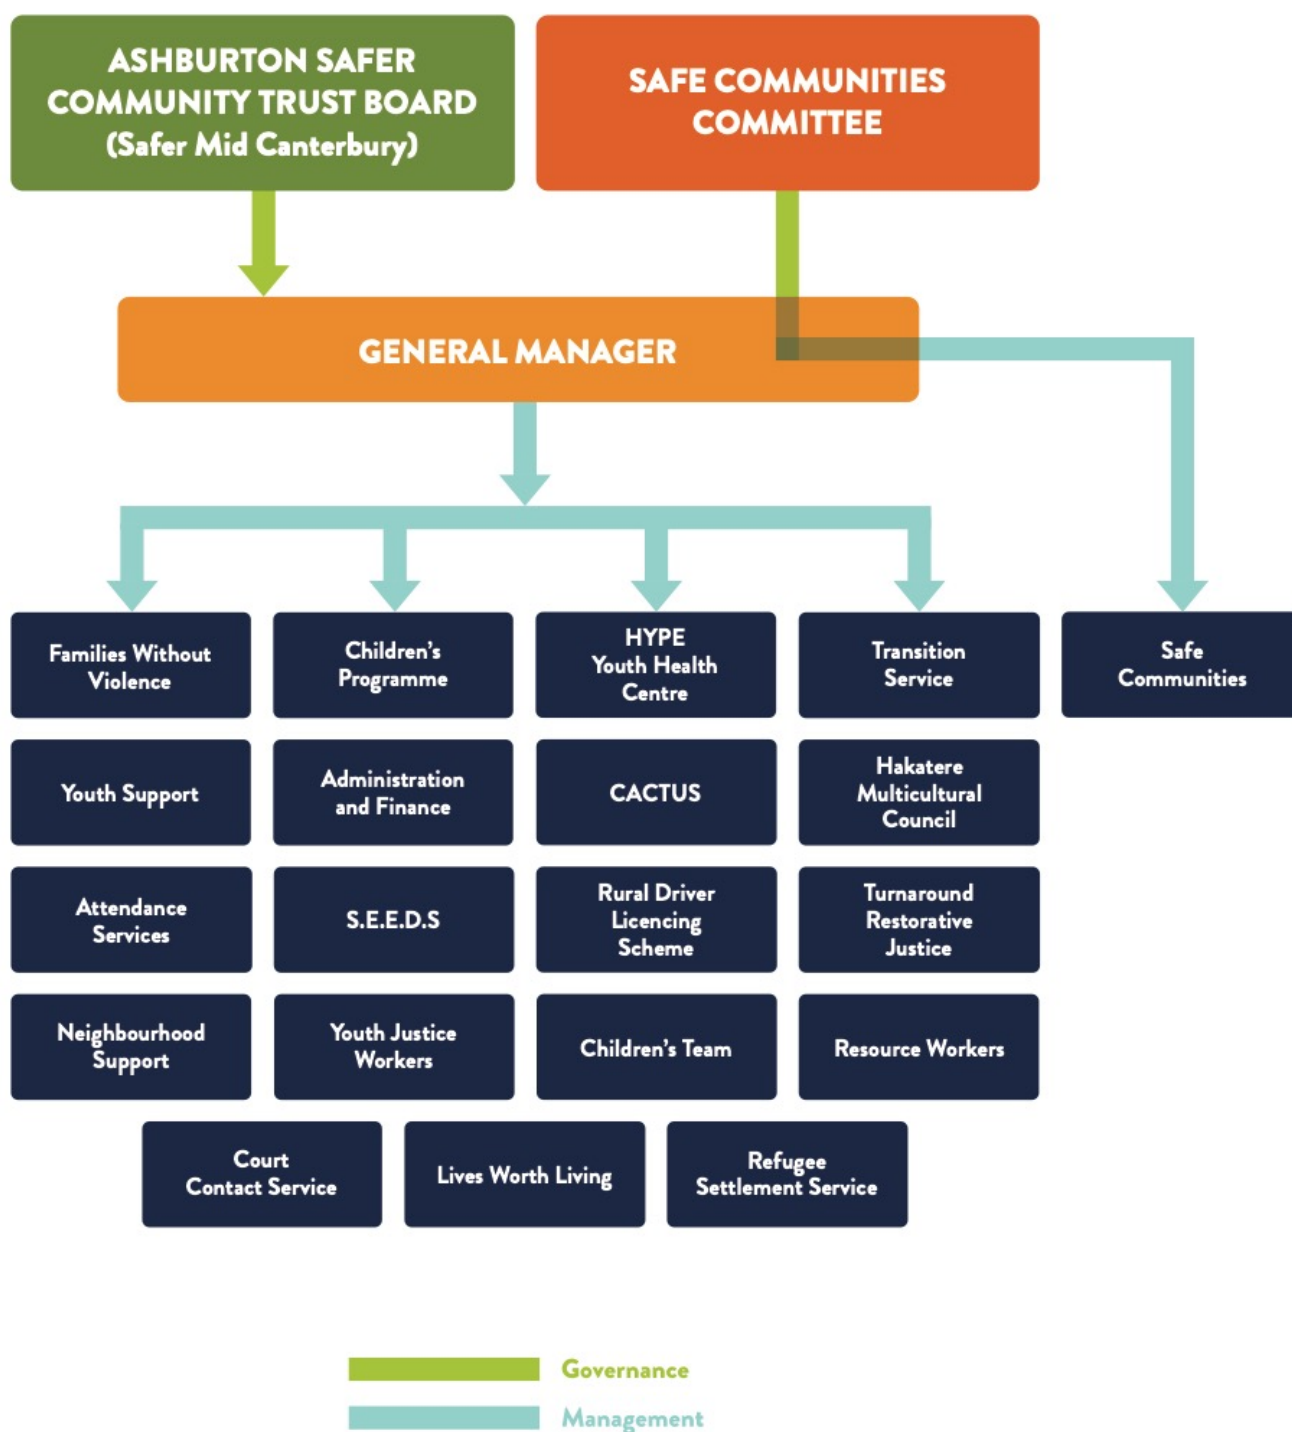 ASHBURTON SAFER
COMMUNITY TRUST BOARD
(Safer Mid Canterbury)
SAFE COMMUNITIES
COMMITTEE
GENERAL MANAGER
Families Without
Violence
Children's
Programme
HYPE
Youth Health
Centre
Transition
Service
Safe
Communities
Youth Support
Administration
and Finance
CACTUS
Hakatere
Multicultural
Council
Attendance
Services
S.E.E.D.S
Rural Driver
Licencing
Scheme
Turnaround
Restorative
Justice
Neighbourhood
Support
Youth Justice
Workers
Children's Team
Resource Workers
Court
Contact Service
Lives Worth Living
Refugee
Settlement Service
Governance
Management